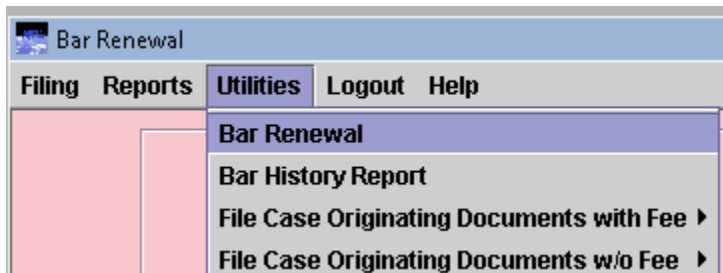 Bar Renewal
Filing Reports Utilities Logout Help
Bar Renewal
Bar History Report
File Case Originating Documents with Fee
File Case Originating Documents w/o Fee